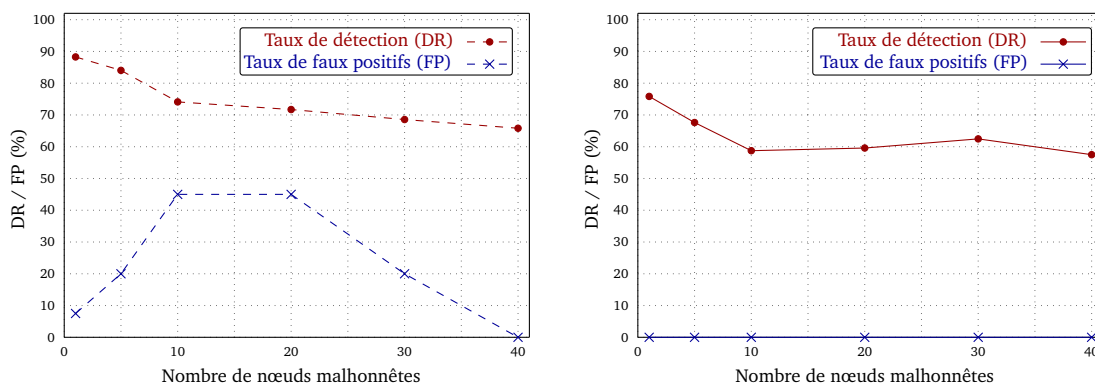 100
90
80
70
60
50
40
30
20
10
0
DR / FP (%)
Taux de détection (DR)
Taux de faux positifs (FP)
0 10 20 30 40
Nombre de nœuds malhonnêtes
100
90
80
70
60
50
40
30
20
10
0
DR / FP (%)
Taux de détection (DR)
Taux de faux positifs (FP)
0 10 20 30 40
Nombre de nœuds malhonnêtes